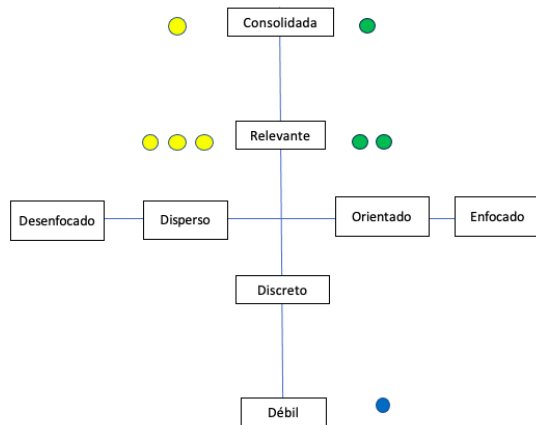 Consolidada
Relevante
Desenfocado
Disperso
Orientado
Enfocado
Discreto
Débil